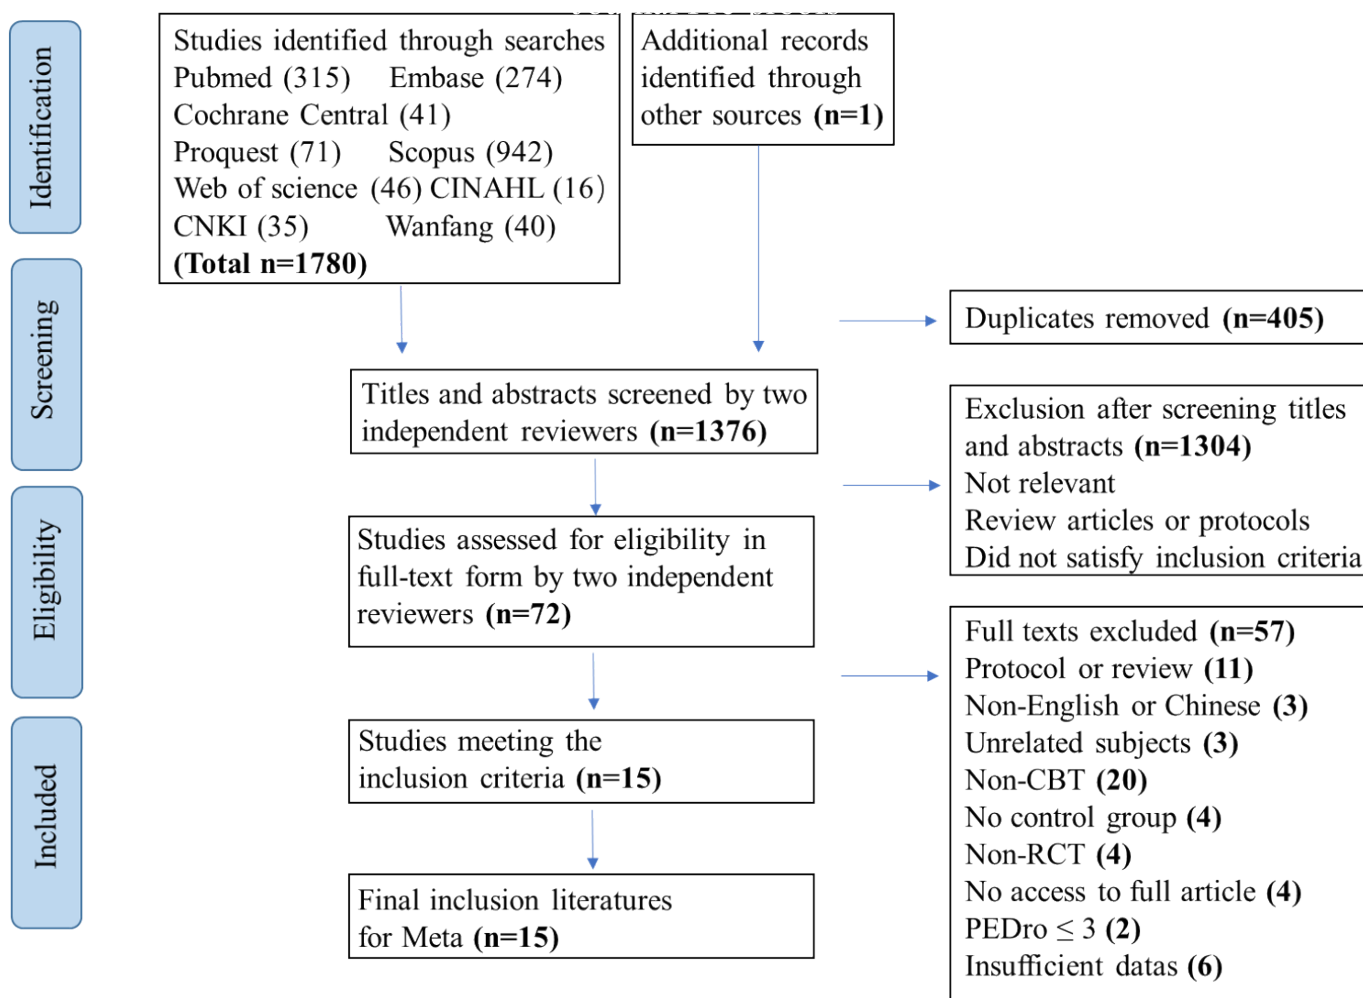 Identification
Studies identified through searches
Pubmed (315) Embase (274)
Cochrane Central (41)
Proquest (71) Scopus (942)
Web of science (46) CINAHL (16)
CNKI (35) Wanfang (40)
(Total n=1780)
Additional records
identified through
other sources (n=1)
Screening
Duplicates removed (n=405)
Titles and abstracts screened by two
independent reviewers (n=1376)
Exclusion after screening titles
and abstracts (n=1304)
Not relevant
Review articles or protocols
Did not satisfy inclusion criteria
Eligibility
Studies assessed for eligibility in
full-text form by two independent
reviewers (n=72)
Full texts excluded (n=57)
Protocol or review (11)
Non-English or Chinese (3)
Unrelated subjects (3)
Non-CBT (20)
No control group (4)
Non-RCT (4)
No access to full article (4)
PEDro ≤ 3 (2)
Insufficient datas (6)
Included
Studies meeting the
inclusion criteria (n=15)
Final inclusion literatures
for Meta (n=15)